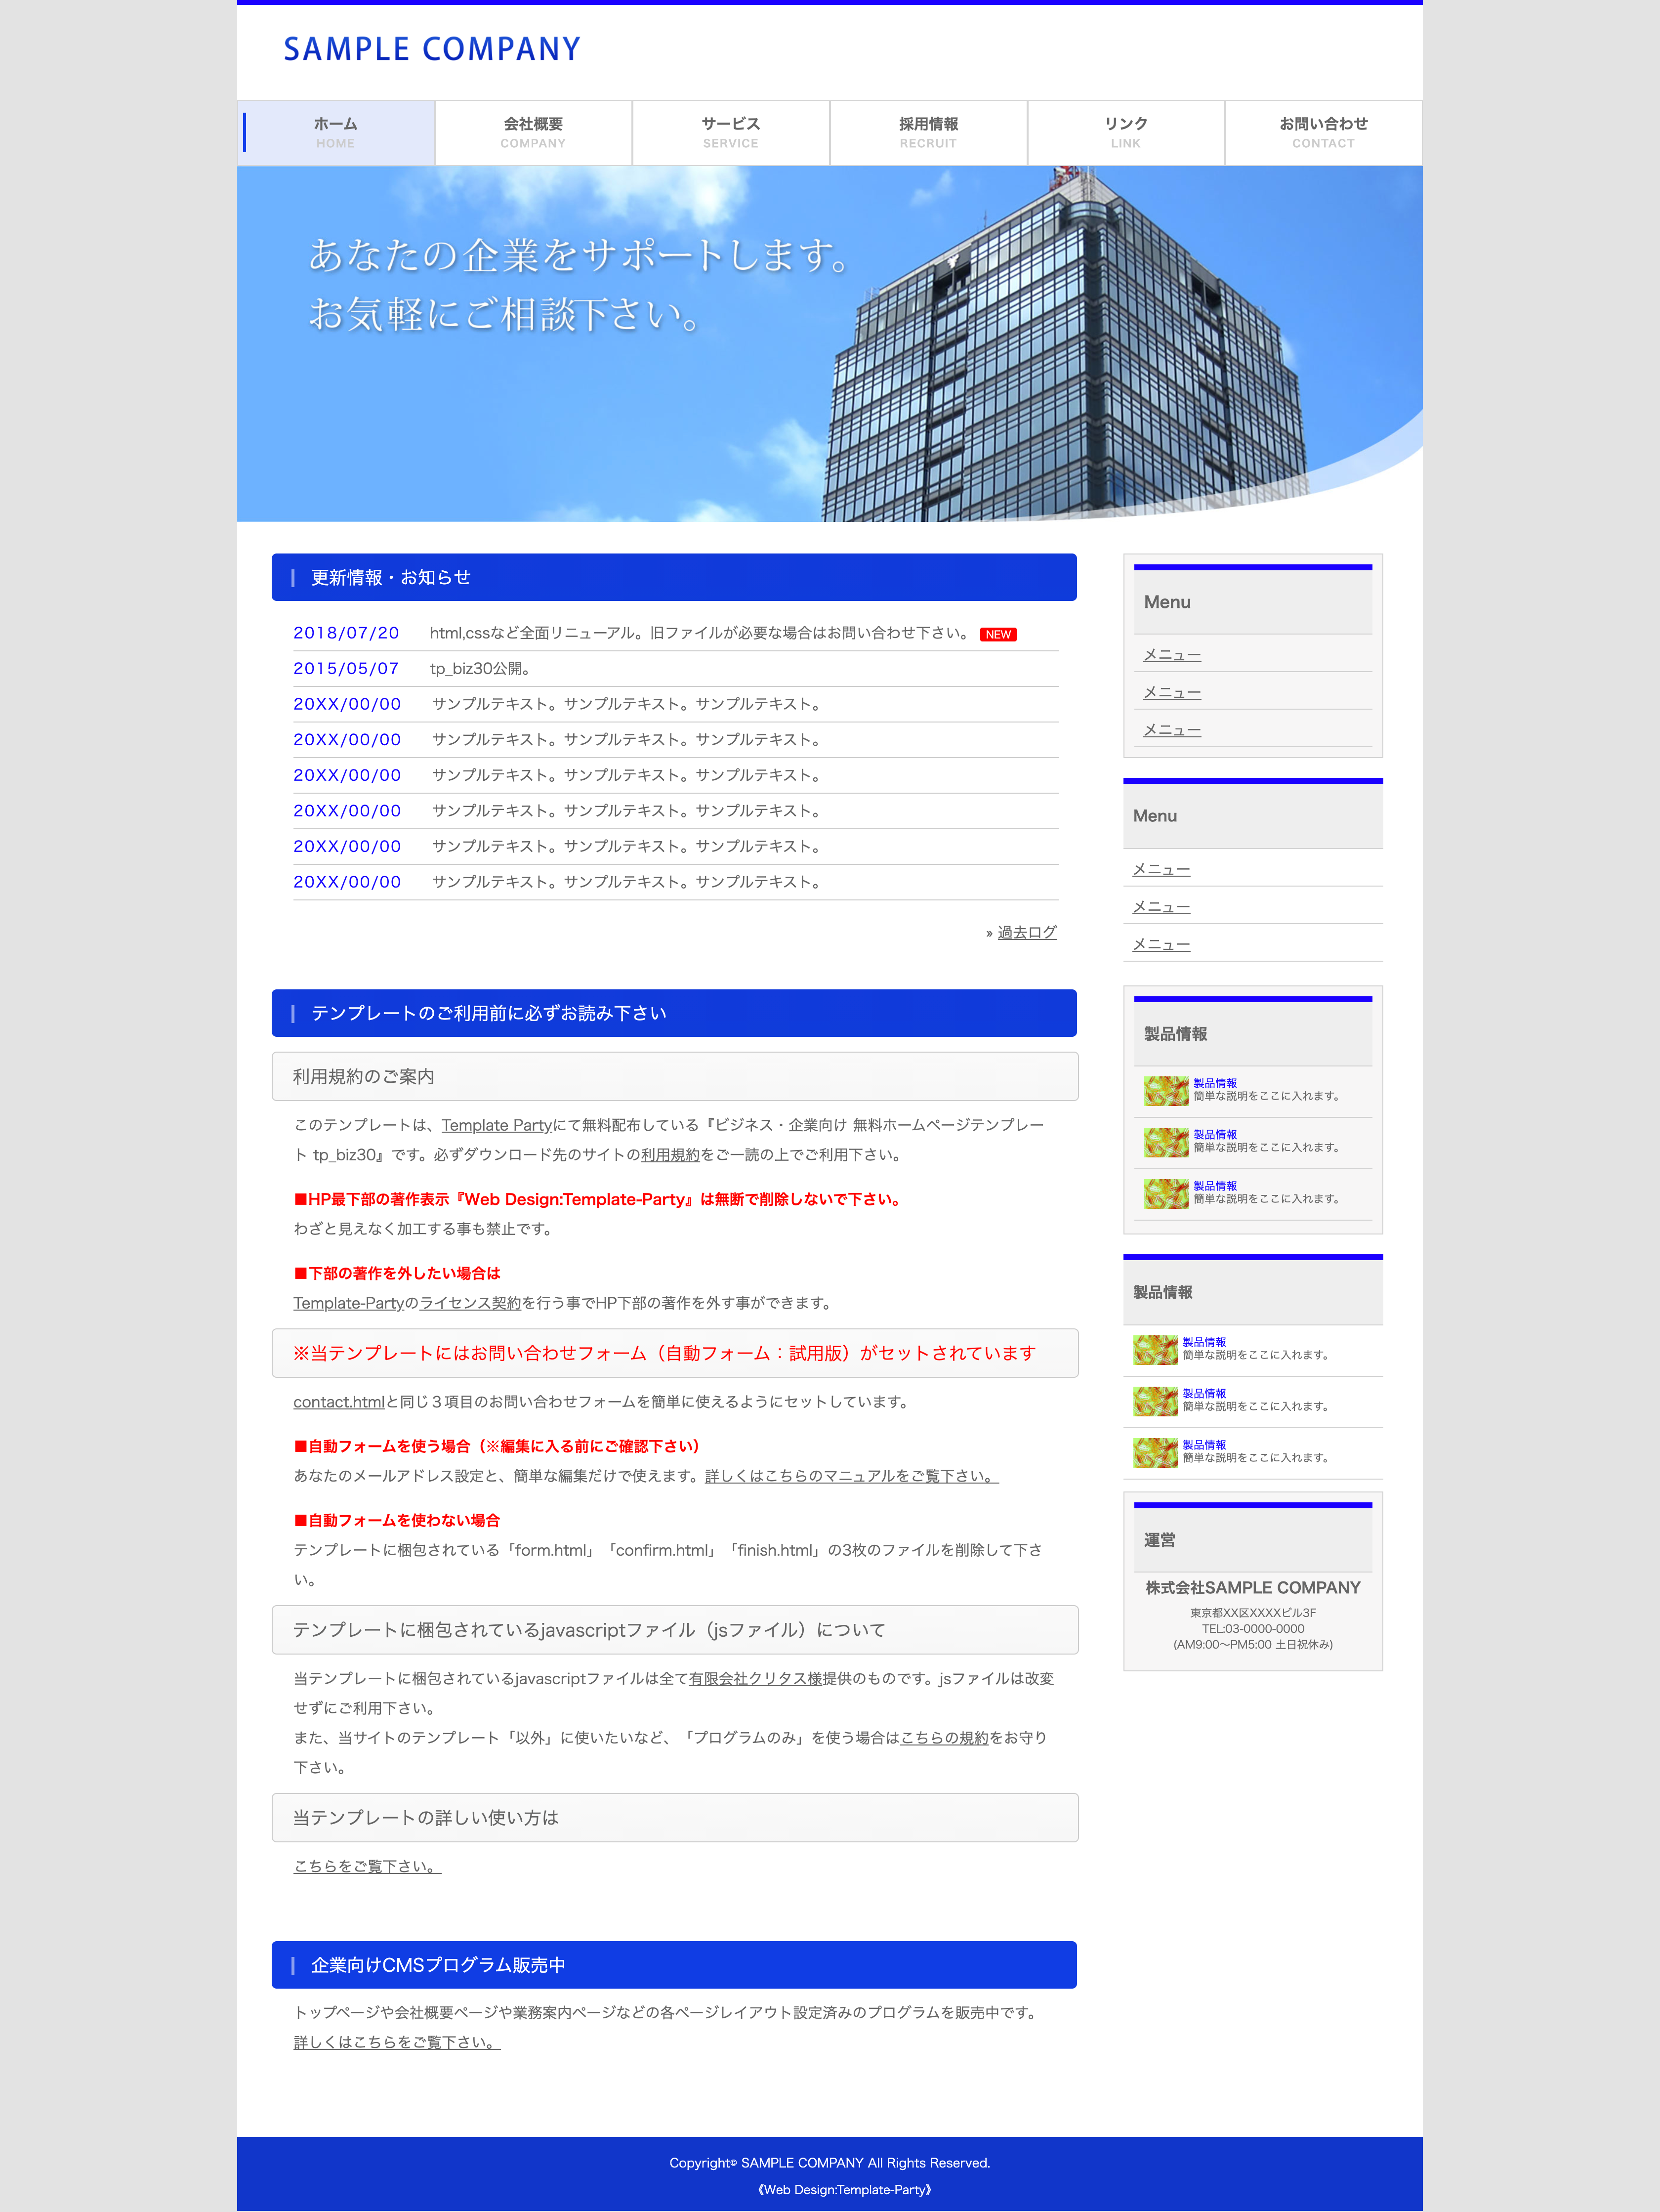 SAMPLE COMPANY
ホーム
HOME
会社概要
COMPANY
サービス
SERVICE
採用情報
RECRUIT
リンク
LINK
お問い合わせ
CONTACT
あなたの企業をサポートします。
お気軽にご相談下さい。
更新情報・お知らせ
2018/07/20 html,cssなど全面リニューアル。旧ファイルが必要な場合はお問い合わせ下さい。 NEW
2015/05/07 tp_biz30公開。
20XX/00/00 サンプルテキスト。サンプルテキスト。サンプルテキスト。
20XX/00/00 サンプルテキスト。サンプルテキスト。サンプルテキスト。
20XX/00/00 サンプルテキスト。サンプルテキスト。サンプルテキスト。
20XX/00/00 サンプルテキスト。サンプルテキスト。サンプルテキスト。
20XX/00/00 サンプルテキスト。サンプルテキスト。サンプルテキスト。
20XX/00/00 サンプルテキスト。サンプルテキスト。サンプルテキスト。
» 過去ログ
テンプレートのご利用前に必ずお読み下さい
利用規約のご案内
このテンプレートは、Template Partyにて無料配布している『ビジネス・企業向け 無料ホームページテンプレー
ト tp_biz30』です。必ずダウンロード先のサイトの利用規約をご一読の上でご利用下さい。
■HP最下部の著作表示『Web Design:Template-Party』は無断で削除しないで下さい。
わざと見えなく加工する事も禁止です。
■下部の著作を外したい場合は
Template-Partyのライセンス契約を行う事でHP下部の著作を外す事ができます。
※当テンプレートにはお問い合わせフォーム（自動フォーム：試用版）がセットされています
contact.htmlと同じ３項目のお問い合わせフォームを簡単に使えるようにセットしています。
■自動フォームを使う場合（※編集に入る前にご確認下さい）
あなたのメールアドレス設定と、簡単な編集だけで使えます。詳しくはこちらのマニュアルをご覧下さい。
■自動フォームを使わない場合
テンプレートに梱包されている「form.html」「confirm.html」「finish.html」の3枚のファイルを削除して下さ
い。
テンプレートに梱包されているjavascriptファイル（jsファイル）について
当テンプレートに梱包されているjavascriptファイルは全て有限会社クリタス様提供のものです。jsファイルは改変
せずにご利用下さい。
また、当サイトのテンプレート「以外」に使いたいなど、「プログラムのみ」を使う場合はこちらの規約をお守り
下さい。
当テンプレートの詳しい使い方は
こちらをご覧下さい。
企業向けCMSプログラム販売中
トップページや会社概要ページや業務案内ページなどの各ページレイアウト設定済みのプログラムを販売中です。
詳しくはこちらをご覧下さい。
Menu
メニュー
メニュー
メニュー
Menu
メニュー
メニュー
メニュー
製品情報
製品情報
簡単な説明をここに入れます。
製品情報
簡単な説明をここに入れます。
製品情報
簡単な説明をここに入れます。
製品情報
製品情報
簡単な説明をここに入れます。
製品情報
簡単な説明をここに入れます。
製品情報
簡単な説明をここに入れます。
運営
株式会社SAMPLE COMPANY
東京都XX区XXXXビル3F
TEL:03-0000-0000
(AM9:00〜PM5:00 土日祝休み)
Copyright© SAMPLE COMPANY All Rights Reserved.
《Web Design:Template-Party》